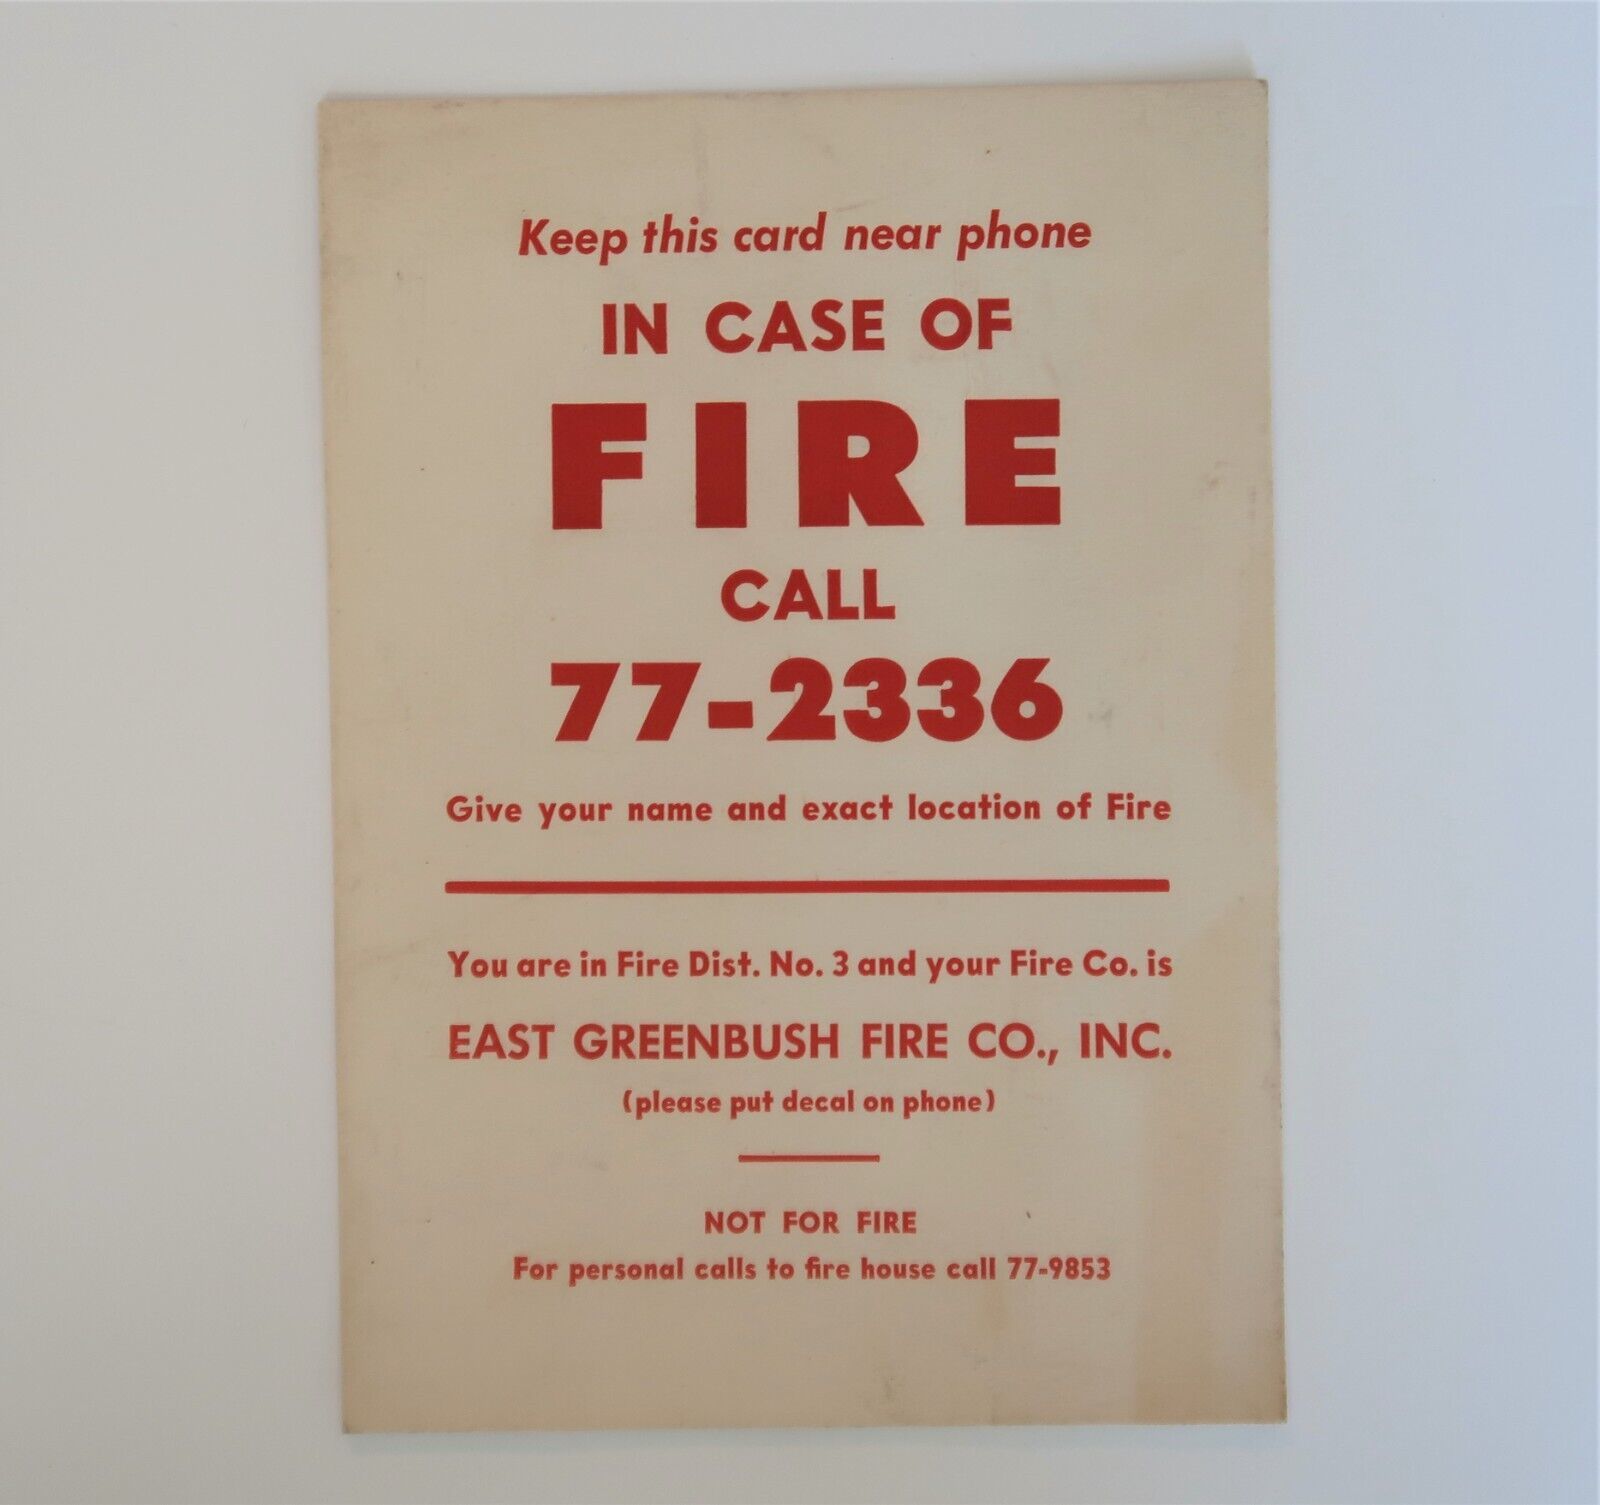 Keep this card near phone
IN CASE OF
FIRE
CALL
77-2336
Give your name and exact location of Fire
You are in Fire Dist. No. 3 and your Fire Co. is
EAST GREENBUSH FIRE CO., INC.
(please put decal on phone)
NOT FOR FIRE
For personal calls to fire house call 77-9853